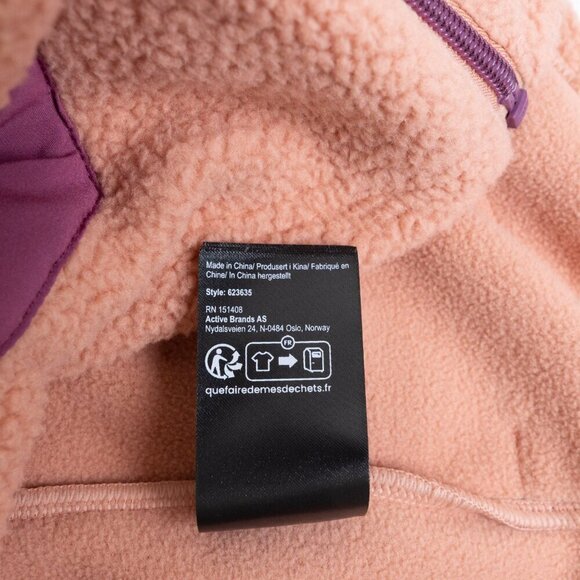 Made in China/ Produsert i Kina/ Fabriqué en
Chine/ In China hergestellt
Style: 623635
RN 151408
Active Brands AS
Nydalsveien 24, N-0484 Oslo, Norway
FR
quefairedemesdechets.fr